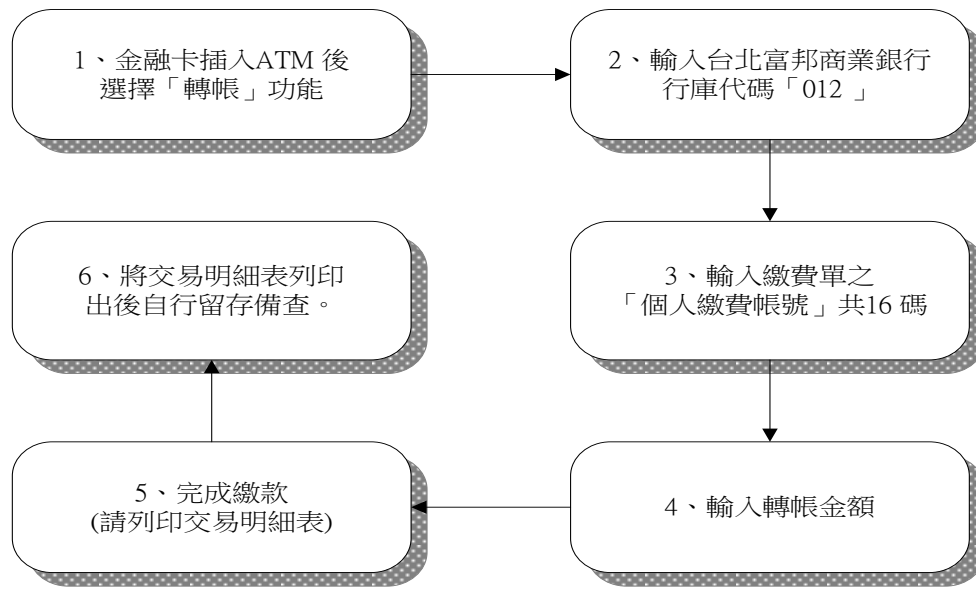 1、金融卡插入ATM 後
選擇「轉帳」功能
2、輸入台北富邦商業銀行
行庫代碼「012 」
3、輸入繳費單之
「個人繳費帳號」共16 碼
4、輸入轉帳金額
5、完成繳款
(請列印交易明細表)
6、將交易明細表列印
出後自行留存備查。